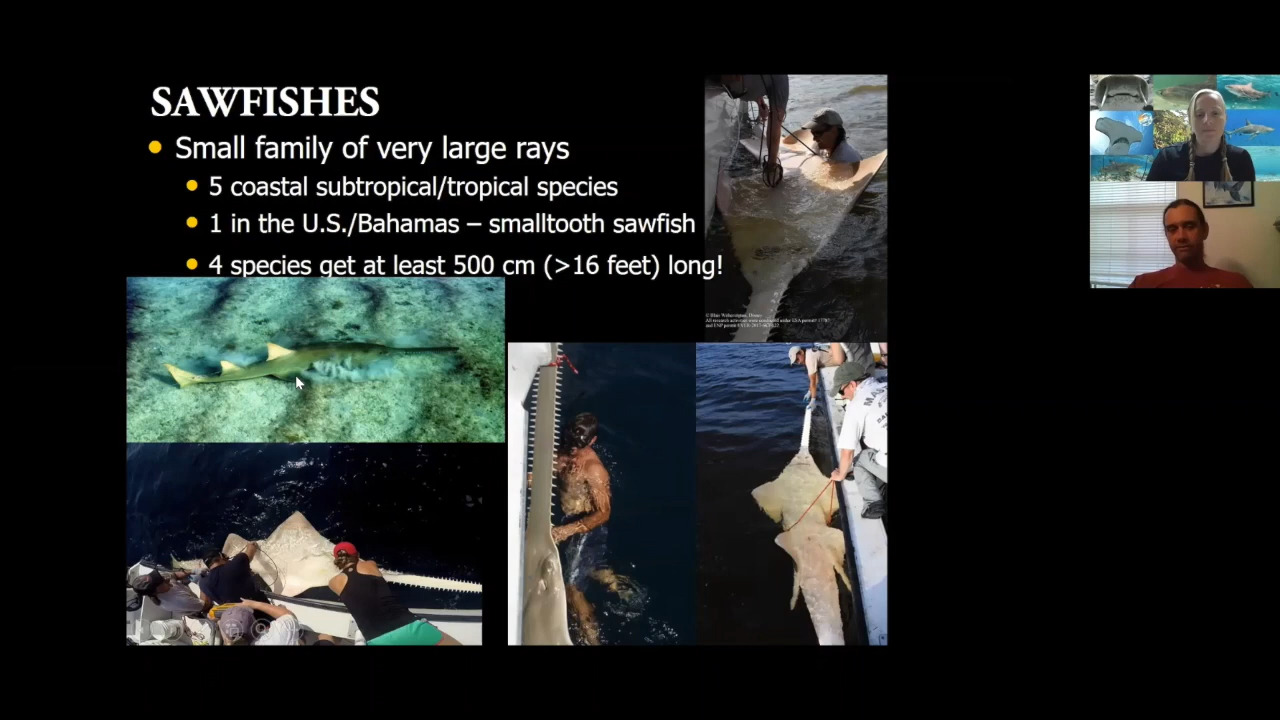 SAWFISHES
Small family of very large rays
5 coastal subtropical/tropical species
1 in the U.S./Bahamas – smalltooth sawfish
4 species get at least 500 cm (>16 feet) long!